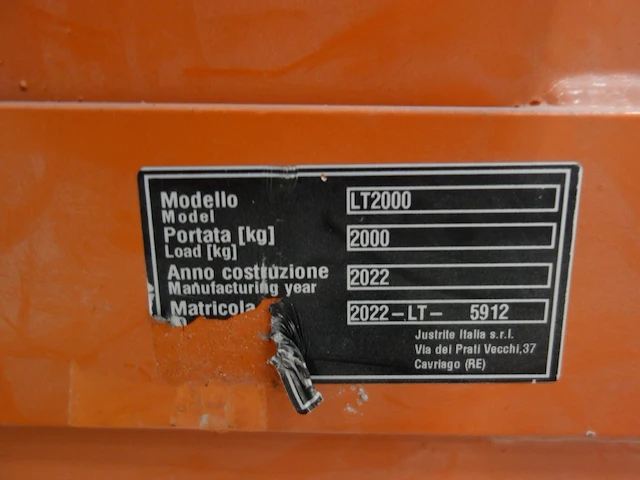 Modello LT2000
Model
Portata [kg] 2000
Load [kg]
Anno costruzione 2022
Manufacturing year
Matricola 2022-LT- 5912
Justrite Italia s.r.l.
Via dei Prati Vecchi,37
Cavriago (RE)